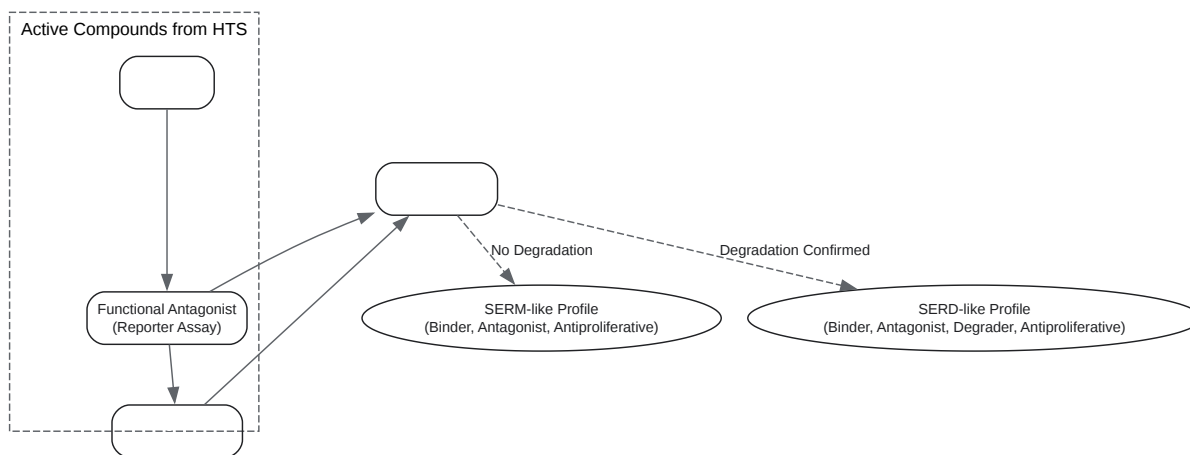 Active Compounds from HTS
Functional Antagonist
(Reporter Assay)
No Degradation
Degradation Confirmed
SERM-like Profile
(Binder, Antagonist, Antiproliferative)
SERD-like Profile
(Binder, Antagonist, Degrader, Antiproliferative)